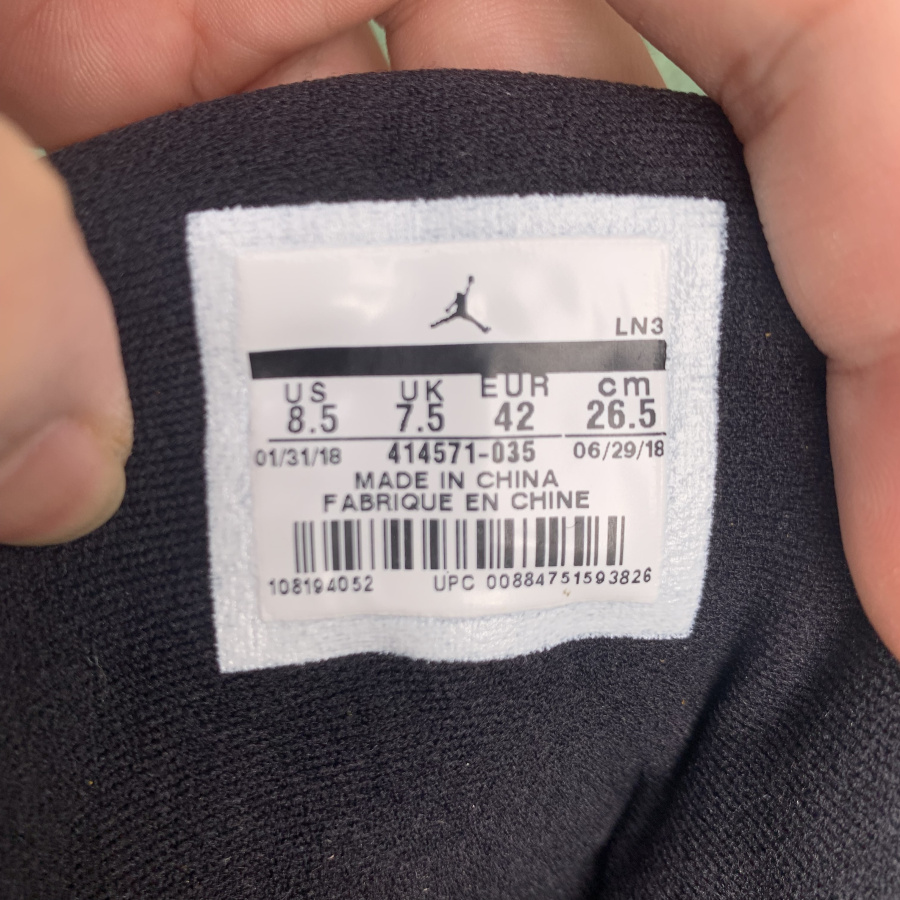 LN3
US UK EUR cm
8.5 7.5 42 26.5
01/31/18 414571-035 06/29/18
MADE IN CHINA
FABRIQUE EN CHINE
108194052 UPC 00884751593826